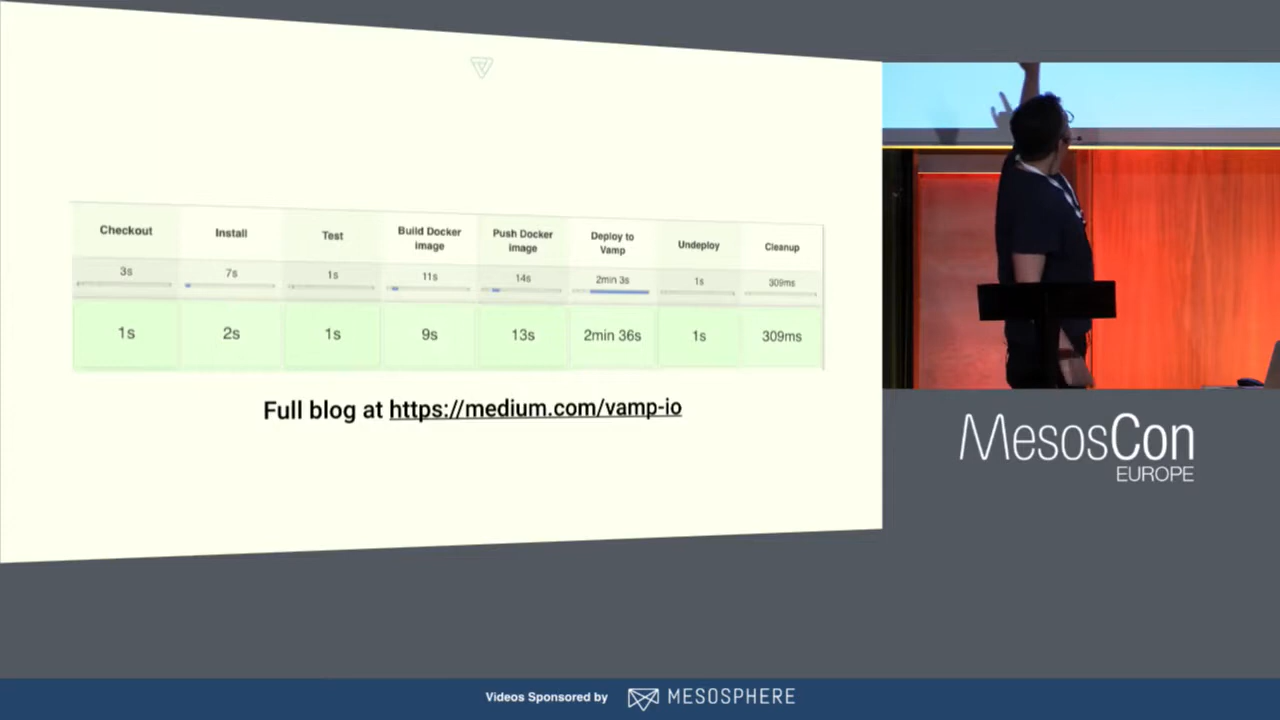 Checkout
Install
Test
Build Docker
image
Push Docker
image
Deploy to
Vamp
Undeploy
Cleanup
3s
7s
1s
11s
14s
2min 3s
1s
309ms
1s
2s
1s
9s
13s
2min 36s
1s
309ms
Full blog at https://medium.com/vamp-io
MesosCon
EUROPE
Videos Sponsored by MESOSPHERE